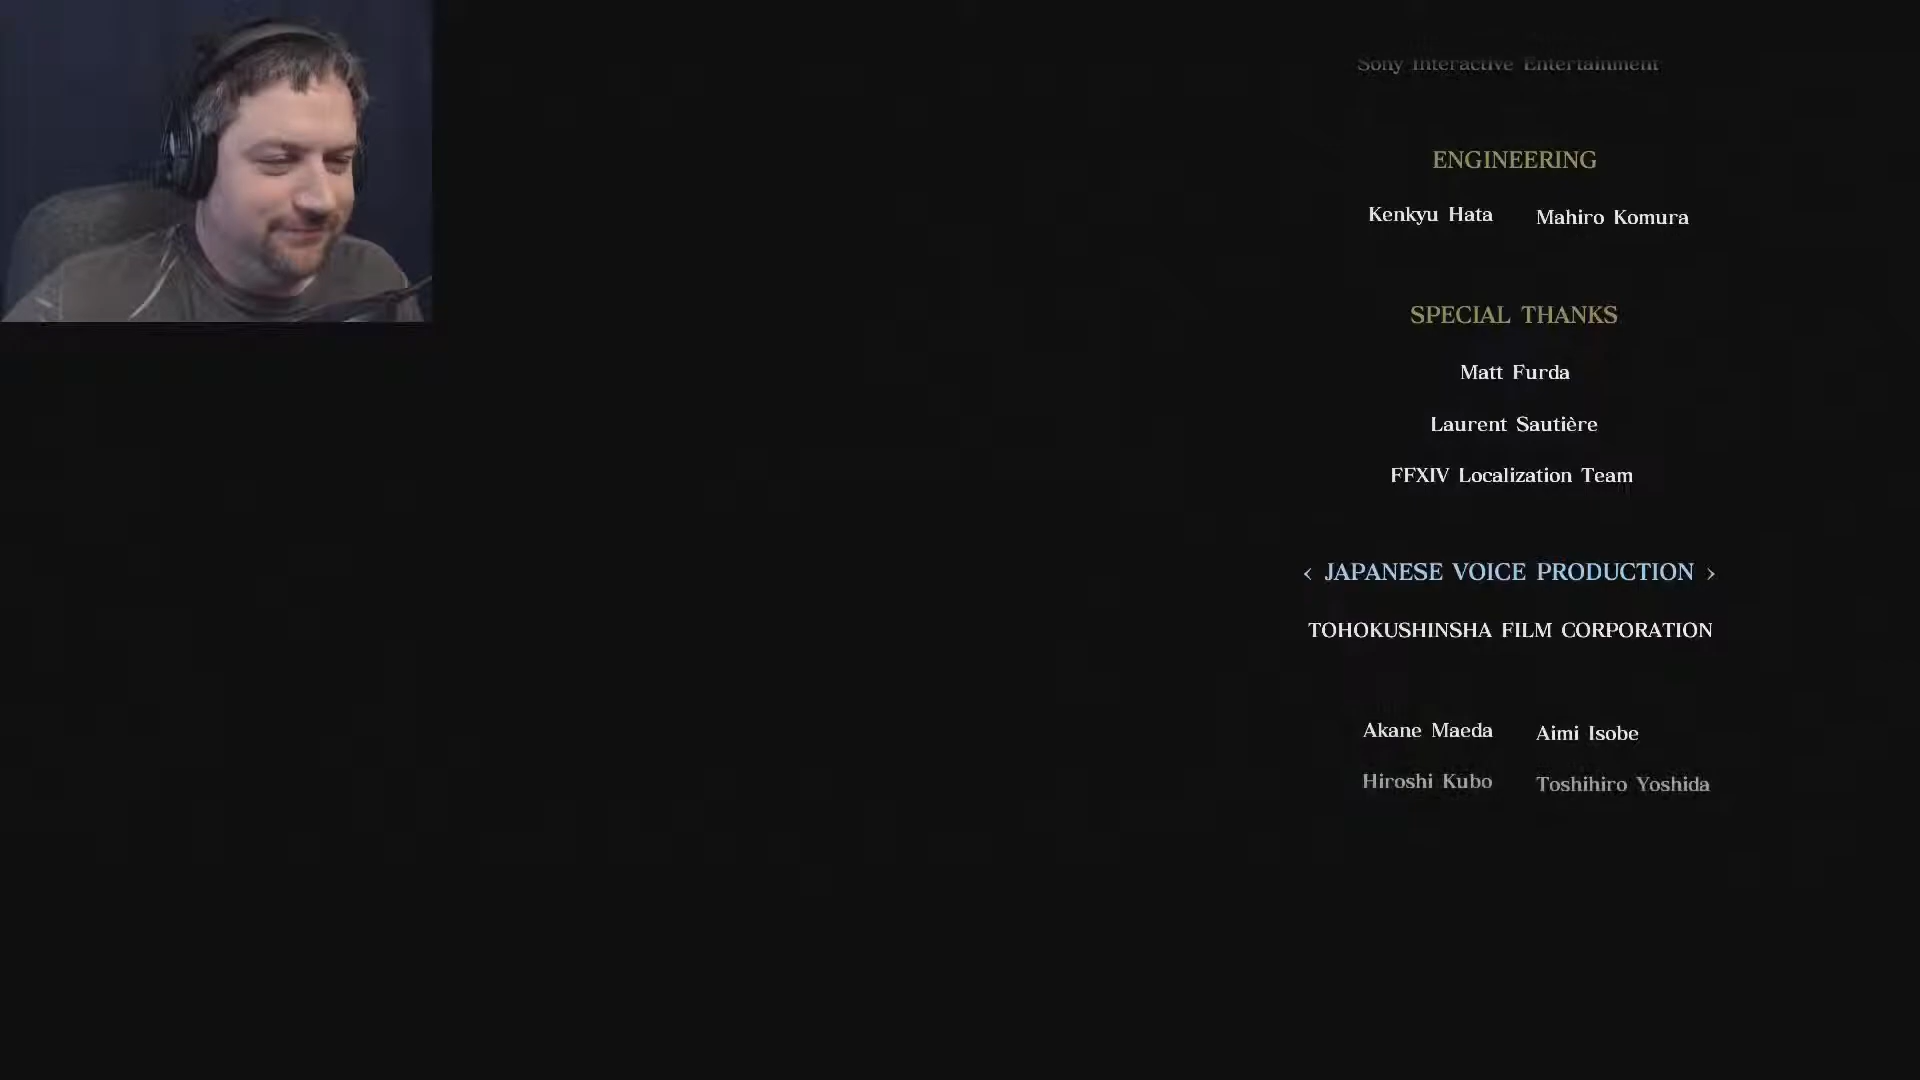 Sony Interactive Entertainment
ENGINEERING
Kenkyu Hata Mahiro Komura
SPECIAL THANKS
Matt Furda
Laurent Sautière
FFXIV Localization Team
‹ JAPANESE VOICE PRODUCTION ›
TOHOKUSHINSHA FILM CORPORATION
Akane Maeda Aimi Isobe
Hiroshi Kubo Toshihiro Yoshida